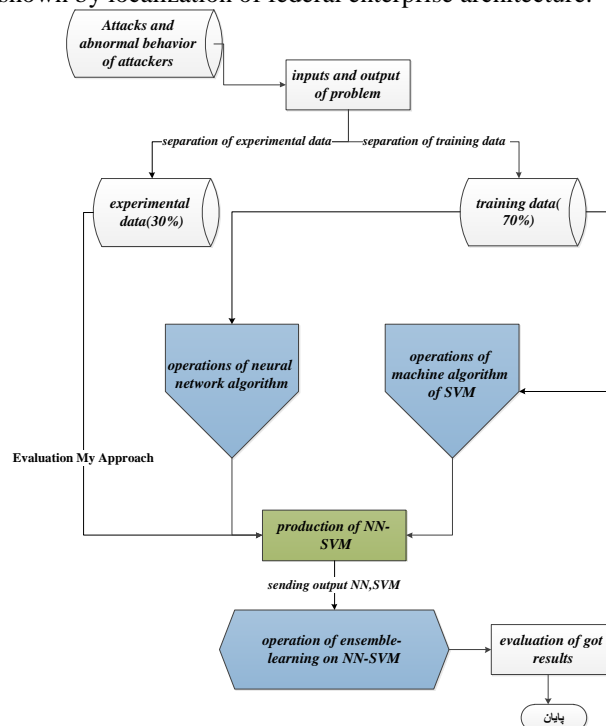 shown by localization of federal enterprise architecture.
Attacks and
abnormal behavior
of attackers
inputs and output
of problem
separation of experimental data
separation of training data
experimental
data(30%)
training data(
70%)
operations of neural
network algorithm
operations of
machine algorithm
of SVM
Evaluation My Approach
production of NN-
SVM
sending output NN,SVM
operation of ensemble-
learning on NN-SVM
evaluation of got
results
پایان